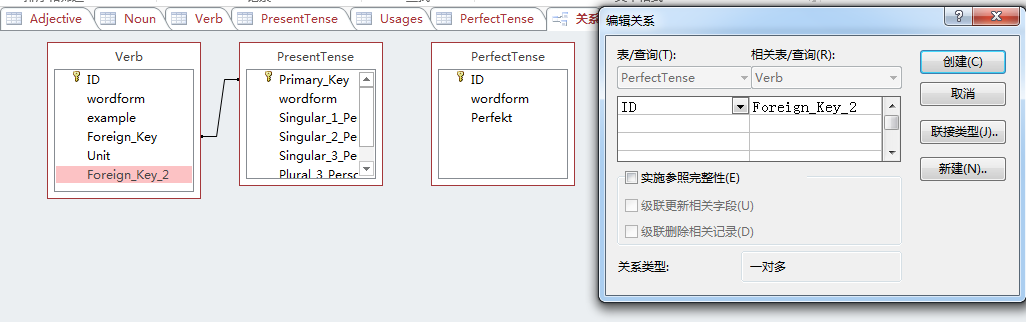 Adjective
Noun
Verb
PresentTense
Usages
PerfectTense
关系
Verb
ID
wordform
example
Foreign_Key
Unit
Foreign_Key_2
PresentTense
Primary_Key
wordform
Singular_1_Pe
Singular_2_Pe
Singular_3_Pe
Plural_3_Persc
PerfectTense
ID
wordform
Perfekt
编辑关系
表/查询(T):
相关表/查询(R):
PerfectTense
Verb
ID
Foreign_Key_2
实施参照完整性(E)
级联更新相关字段(U)
级联删除相关记录(D)
关系类型:
一对多
创建(C)
取消
联接类型(J)..
新建(N)..